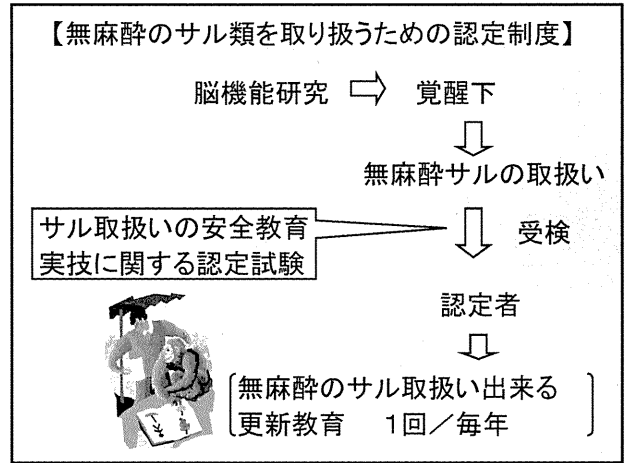 【無麻酔のサル類を取り扱うための認定制度】
脳機能研究 ⇨ 覚醒下
無麻酔サルの取扱い
サル取扱いの安全教育
実技に関する認定試験
受検
認定者
無麻酔のサル取扱い出来る
更新教育 1回／毎年